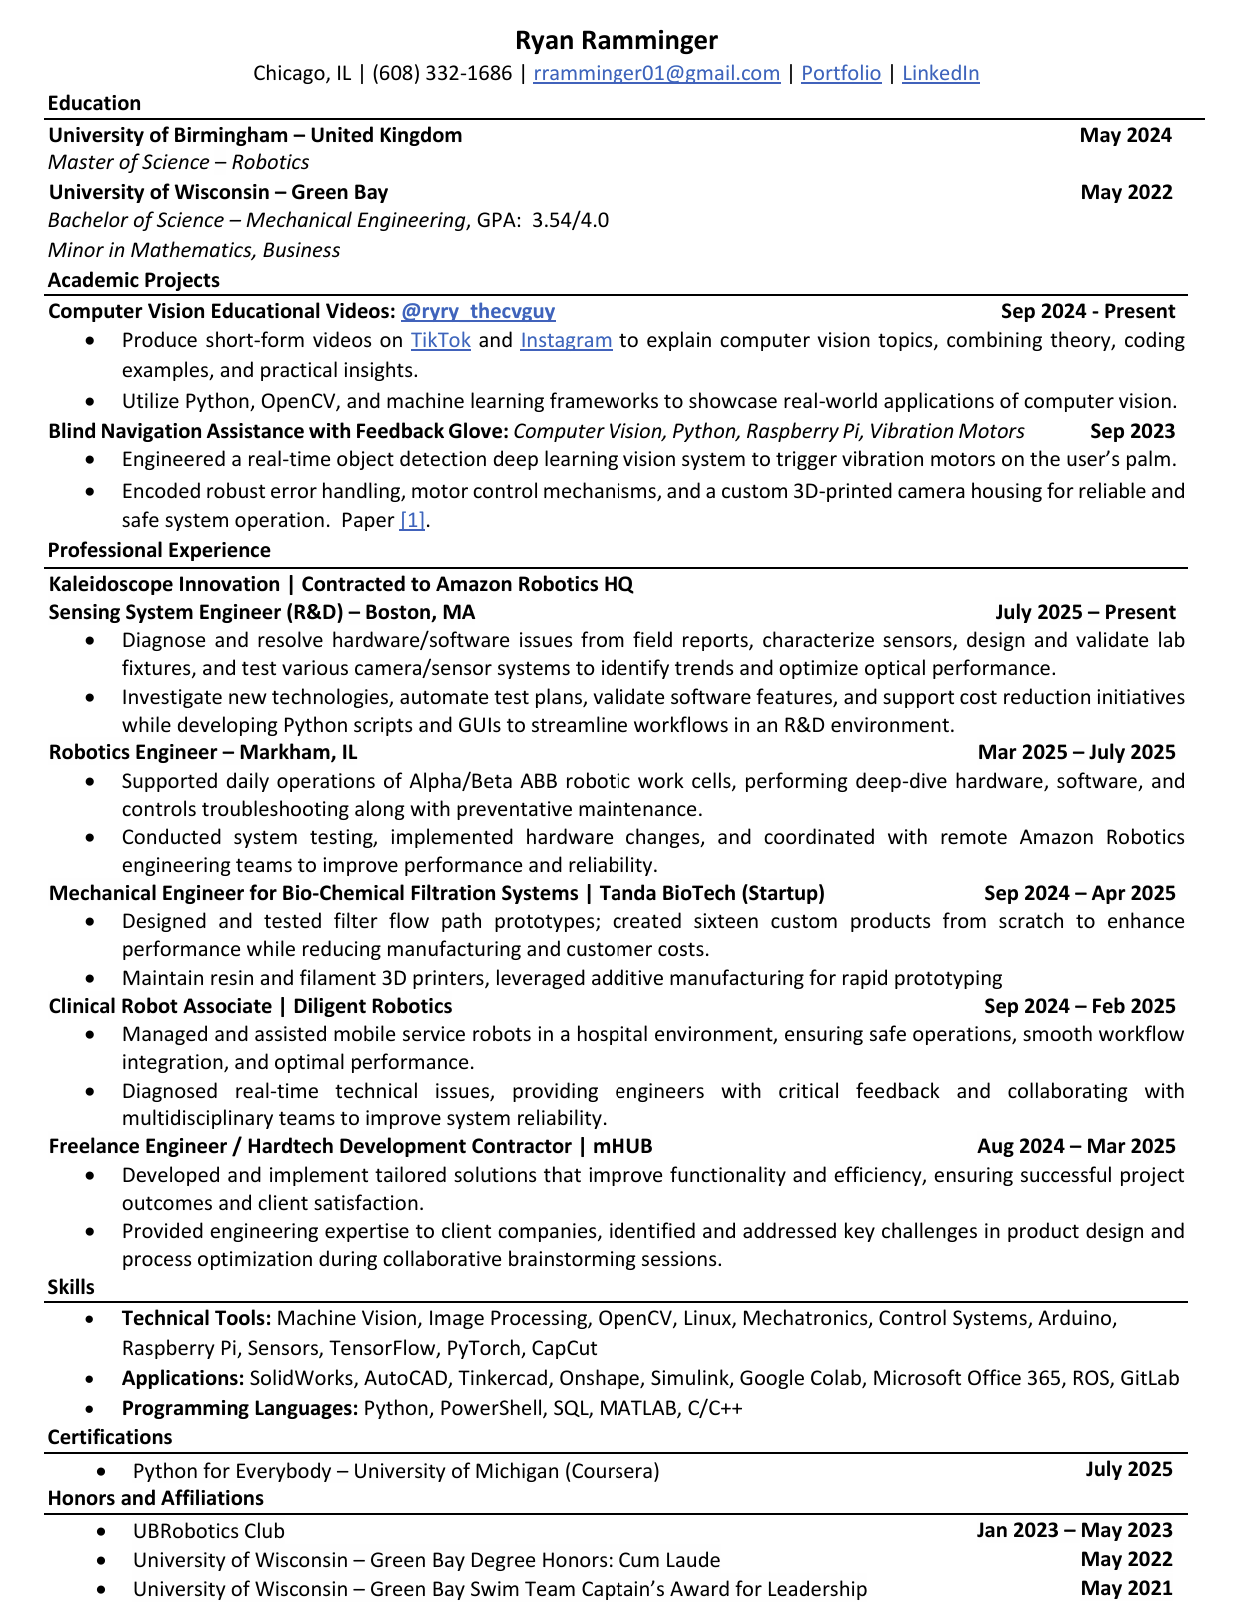 Ryan Ramminger
Chicago, IL | (608) 332-1686 | rramminger01@gmail.com | Portfolio | LinkedIn
Education
University of Birmingham – United Kingdom May 2024
Master of Science – Robotics
University of Wisconsin – Green Bay May 2022
Bachelor of Science – Mechanical Engineering, GPA: 3.54/4.0
Minor in Mathematics, Business
Academic Projects
Computer Vision Educational Videos: @ryry_thecvguy Sep 2024 - Present
• Produce short-form videos on TikTok and Instagram to explain computer vision topics, combining theory, coding
examples, and practical insights.
• Utilize Python, OpenCV, and machine learning frameworks to showcase real-world applications of computer vision.
Blind Navigation Assistance with Feedback Glove: Computer Vision, Python, Raspberry Pi, Vibration Motors Sep 2023
• Engineered a real-time object detection deep learning vision system to trigger vibration motors on the user’s palm.
• Encoded robust error handling, motor control mechanisms, and a custom 3D-printed camera housing for reliable and
safe system operation. Paper [1].
Professional Experience
Kaleidoscope Innovation | Contracted to Amazon Robotics HQ
Sensing System Engineer (R&D) – Boston, MA July 2025 – Present
• Diagnose and resolve hardware/software issues from field reports, characterize sensors, design and validate lab
fixtures, and test various camera/sensor systems to identify trends and optimize optical performance.
• Investigate new technologies, automate test plans, validate software features, and support cost reduction initiatives
while developing Python scripts and GUIs to streamline workflows in an R&D environment.
Robotics Engineer – Markham, IL Mar 2025 – July 2025
• Supported daily operations of Alpha/Beta ABB robotic work cells, performing deep-dive hardware, software, and
controls troubleshooting along with preventative maintenance.
• Conducted system testing, implemented hardware changes, and coordinated with remote Amazon Robotics
engineering teams to improve performance and reliability.
Mechanical Engineer for Bio-Chemical Filtration Systems | Tanda BioTech (Startup) Sep 2024 – Apr 2025
• Designed and tested filter flow path prototypes; created sixteen custom products from scratch to enhance
performance while reducing manufacturing and customer costs.
• Maintain resin and filament 3D printers, leveraged additive manufacturing for rapid prototyping
Clinical Robot Associate | Diligent Robotics Sep 2024 – Feb 2025
• Managed and assisted mobile service robots in a hospital environment, ensuring safe operations, smooth workflow
integration, and optimal performance.
• Diagnosed real-time technical issues, providing engineers with critical feedback and collaborating with
multidisciplinary teams to improve system reliability.
Freelance Engineer / Hardtech Development Contractor | mHUB Aug 2024 – Mar 2025
• Developed and implement tailored solutions that improve functionality and efficiency, ensuring successful project
outcomes and client satisfaction.
• Provided engineering expertise to client companies, identified and addressed key challenges in product design and
process optimization during collaborative brainstorming sessions.
Skills
• Technical Tools: Machine Vision, Image Processing, OpenCV, Linux, Mechatronics, Control Systems, Arduino,
Raspberry Pi, Sensors, TensorFlow, PyTorch, CapCut
• Applications: SolidWorks, AutoCAD, Tinkercad, Onshape, Simulink, Google Colab, Microsoft Office 365, ROS, GitLab
• Programming Languages: Python, PowerShell, SQL, MATLAB, C/C++
Certifications
• Python for Everybody – University of Michigan (Coursera) July 2025
Honors and Affiliations
• UBRobotics Club Jan 2023 – May 2023
• University of Wisconsin – Green Bay Degree Honors: Cum Laude May 2022
• University of Wisconsin – Green Bay Swim Team Captain’s Award for Leadership May 2021